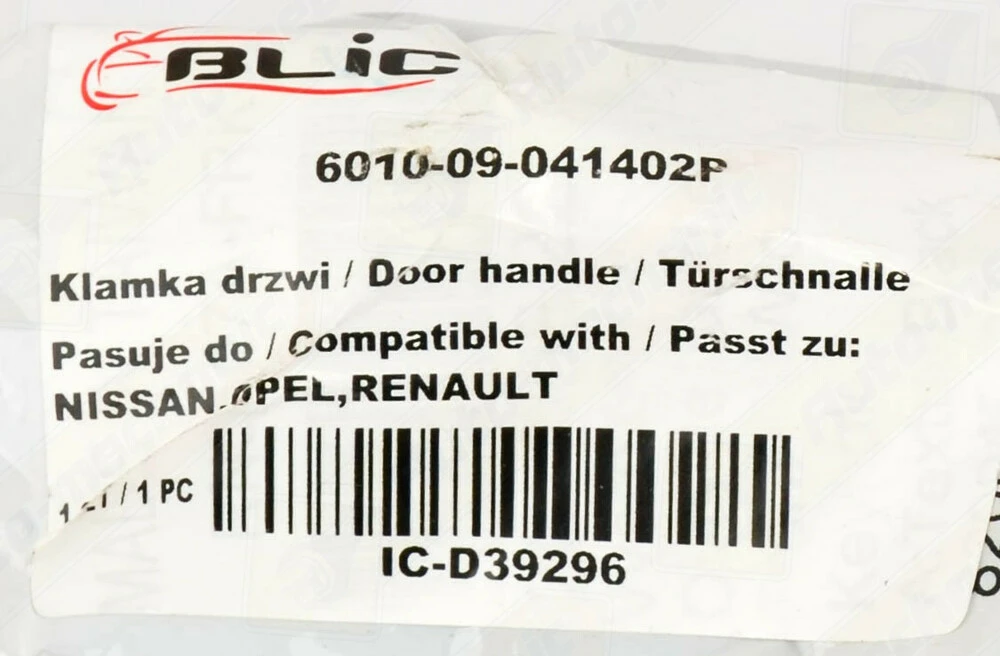 BLiC
6010-09-041402P
Klamka drzwi / Door handle / Türschnalle
Pasuje do / Compatible with / Passt zu:
NISSAN,OPEL,RENAULT
1 / 1 PC
IC-D39296